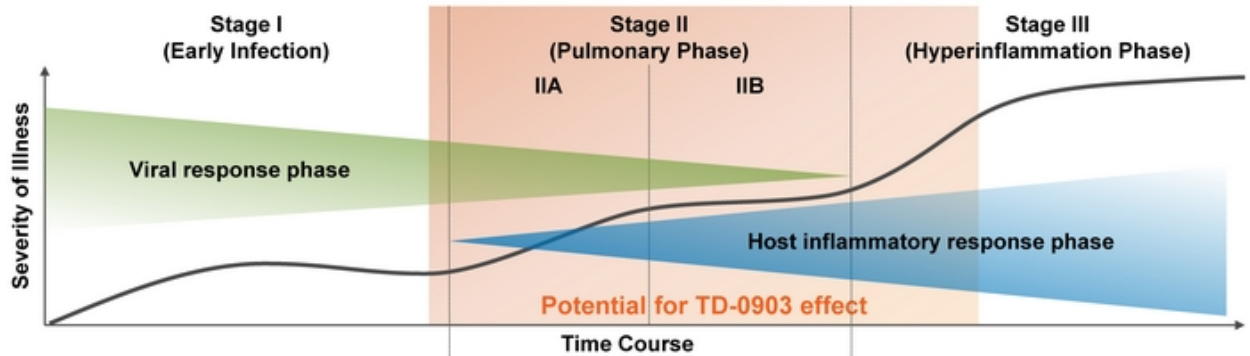 Stage I
(Early Infection)
Stage II
(Pulmonary Phase)
Stage III
(Hyperinflammation Phase)
IIA
IIB
Severity of Illness
Viral response phase
Host inflammatory response phase
Potential for TD-0903 effect
Time Course